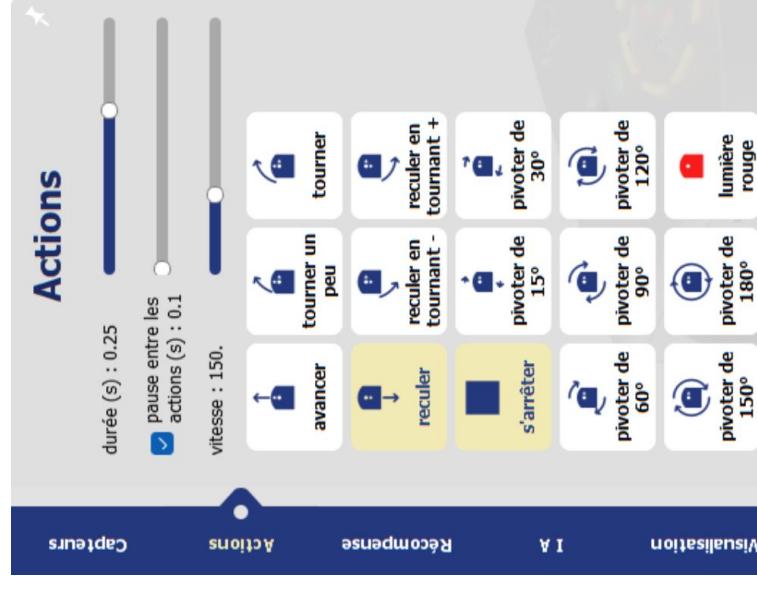 Actions
durée (s) : 0.25
pause entre les
actions (s) : 0.1
vitesse : 150.
avancer
tourner un
peu
tourner
reculer
reculer en
tournant -
reculer en
tournant +
s'arrêter
pivoter de
15°
pivoter de
30°
pivoter de
60°
pivoter de
90°
pivoter de
120°
pivoter de
150°
pivoter de
180°
lumière
rouge
Capteurs
Actions
Récompense
I A
Visualisation